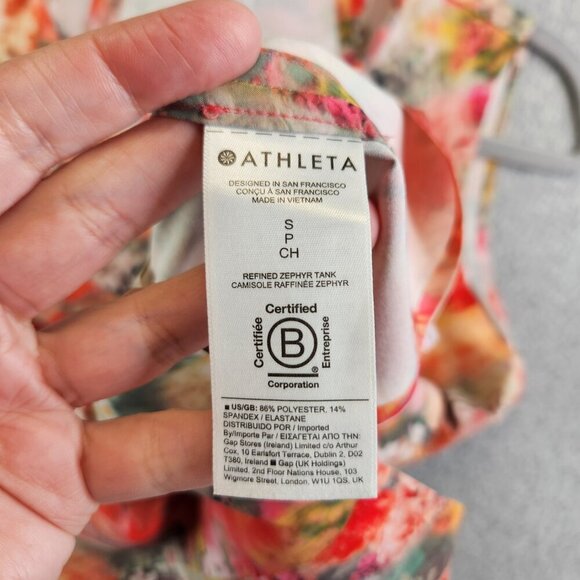 ATHLETA
DESIGNED IN SAN FRANCISCO
CONÇU À SAN FRANCISCO
MADE IN VIETNAM
S
P
CH
REFINED ZEPHYR TANK
CAMISOLE RAFFINÉE ZEPHYR
Certified
Certifiée
B
Entreprise
®
Corporation
■ US/GB: 86% POLYESTER, 14%
SPANDEX / ELASTANE
DISTRIBUIDO POR / Imported
By/Importe Par / ΕΙΣΑΓΕΤΑΙ ΑΠΟ ΤΗΝ:
Gap Stores (Ireland) Limited C/O Arthur
Cox, 10 Earlsfort Terrace, Dublin 2, D02
T380, Ireland ■ Gap (UK Holdings)
Limited, 2nd Floor Nations House, 103
Wigmore Street, London, W1U 1QS, UK